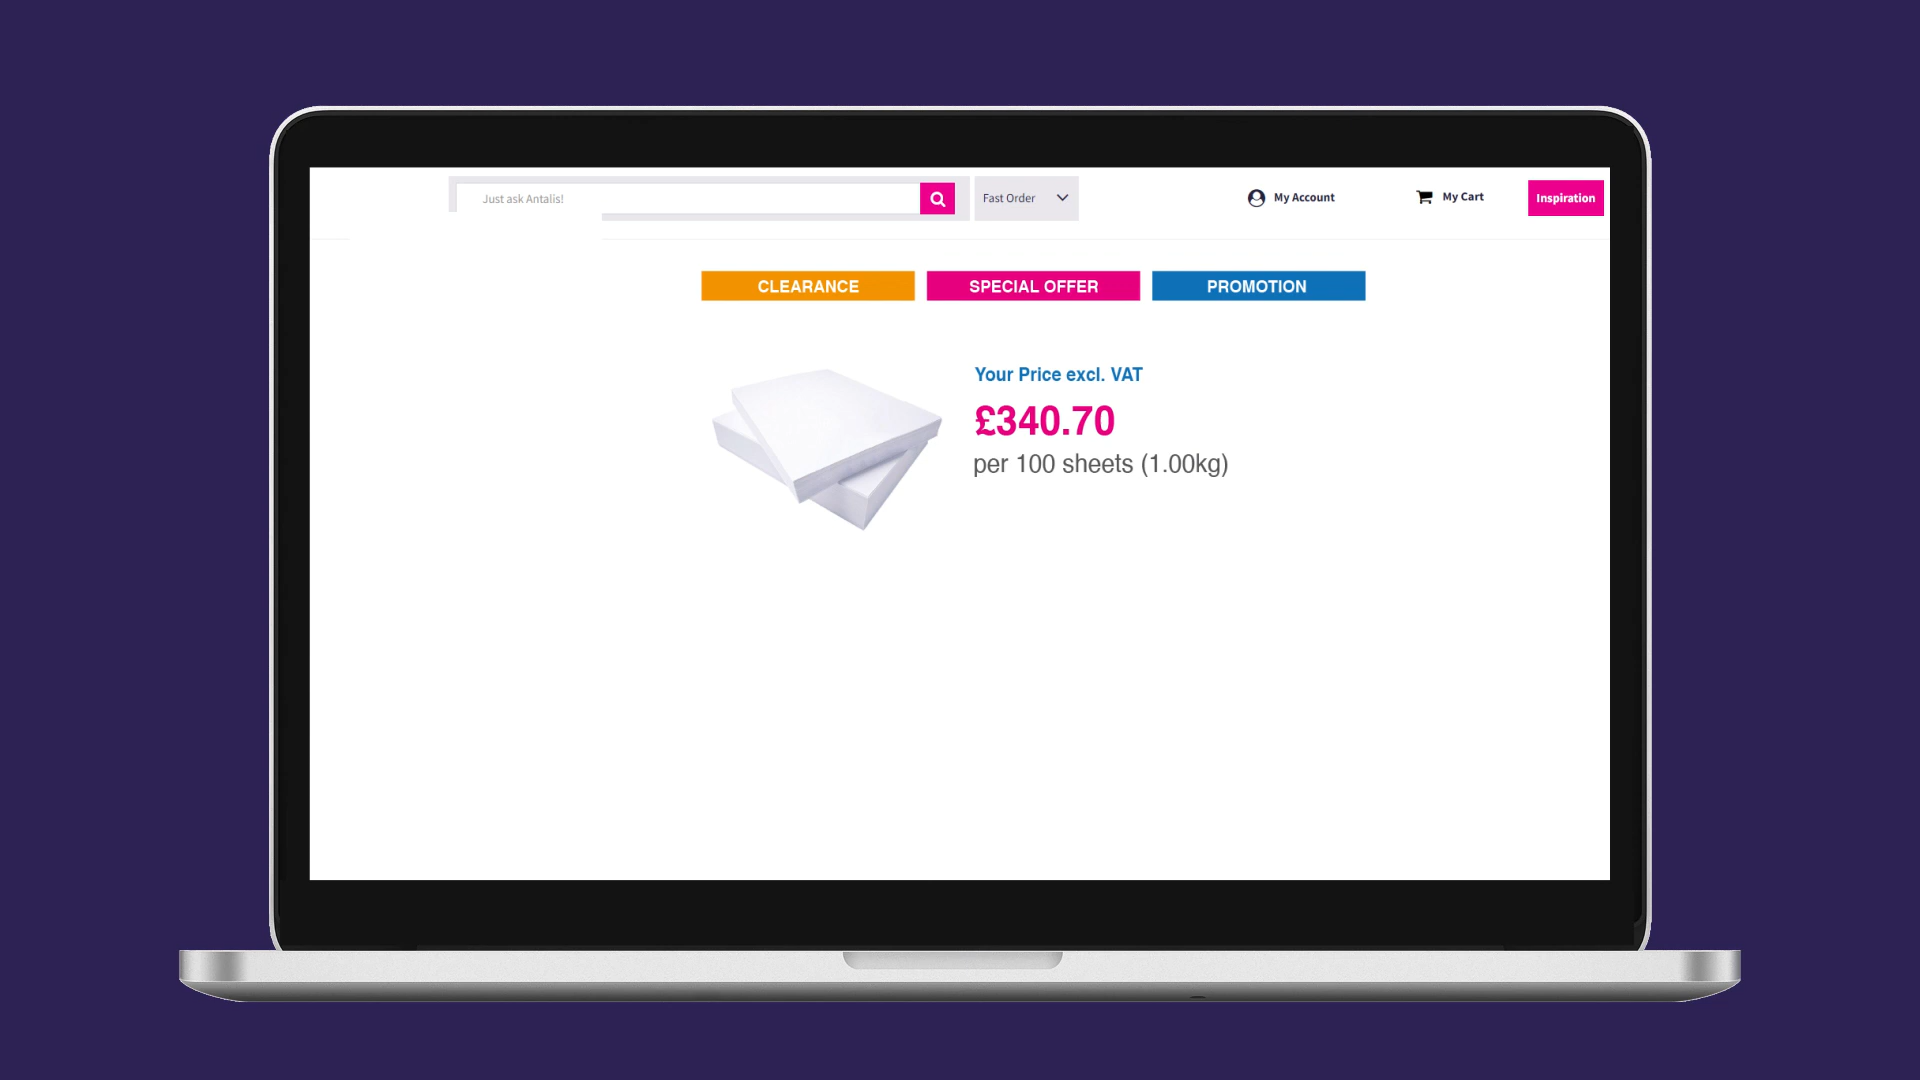 Just ask Antalis!
Fast Order
My Account
My Cart
Inspiration
CLEARANCE
SPECIAL OFFER
PROMOTION
Your Price excl. VAT
£340.70
per 100 sheets (1.00kg)